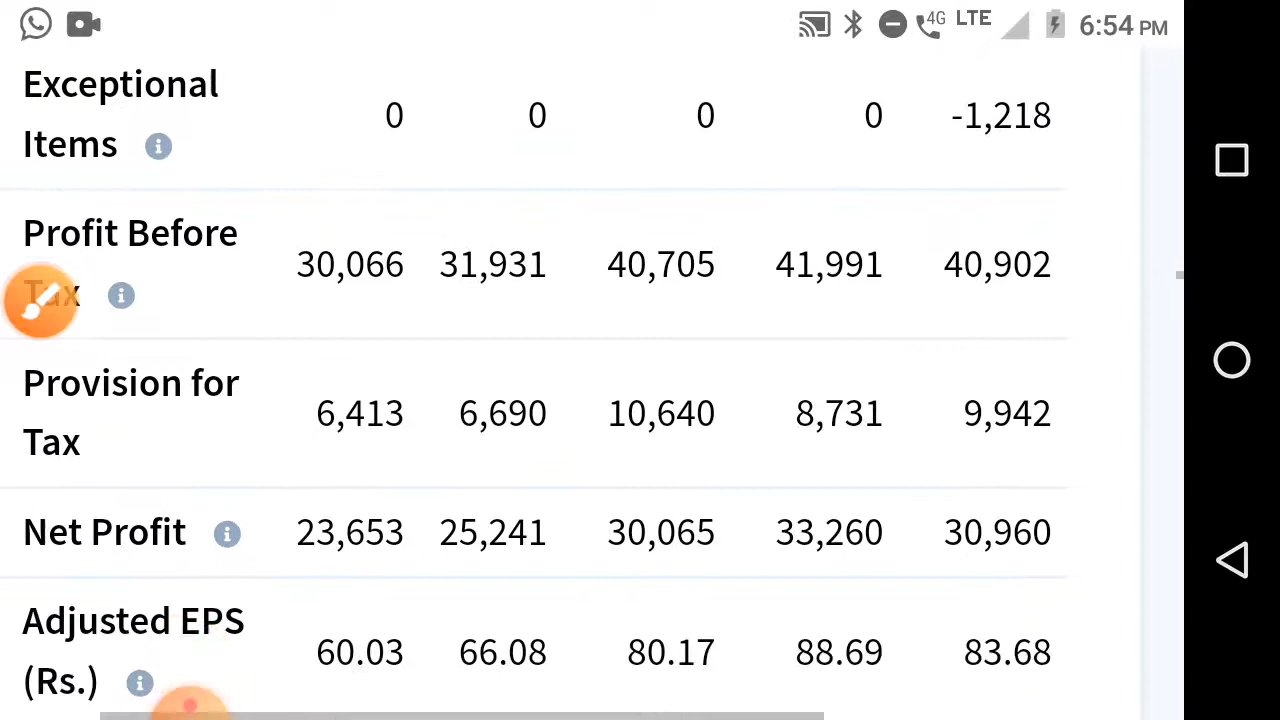 4G LTE 6:54 PM
Exceptional
Items 0 0 0 0 -1,218
Profit Before
Tax 30,066 31,931 40,705 41,991 40,902
Provision for
Tax 6,413 6,690 10,640 8,731 9,942
Net Profit 23,653 25,241 30,065 33,260 30,960
Adjusted EPS
(Rs.) 60.03 66.08 80.17 88.69 83.68